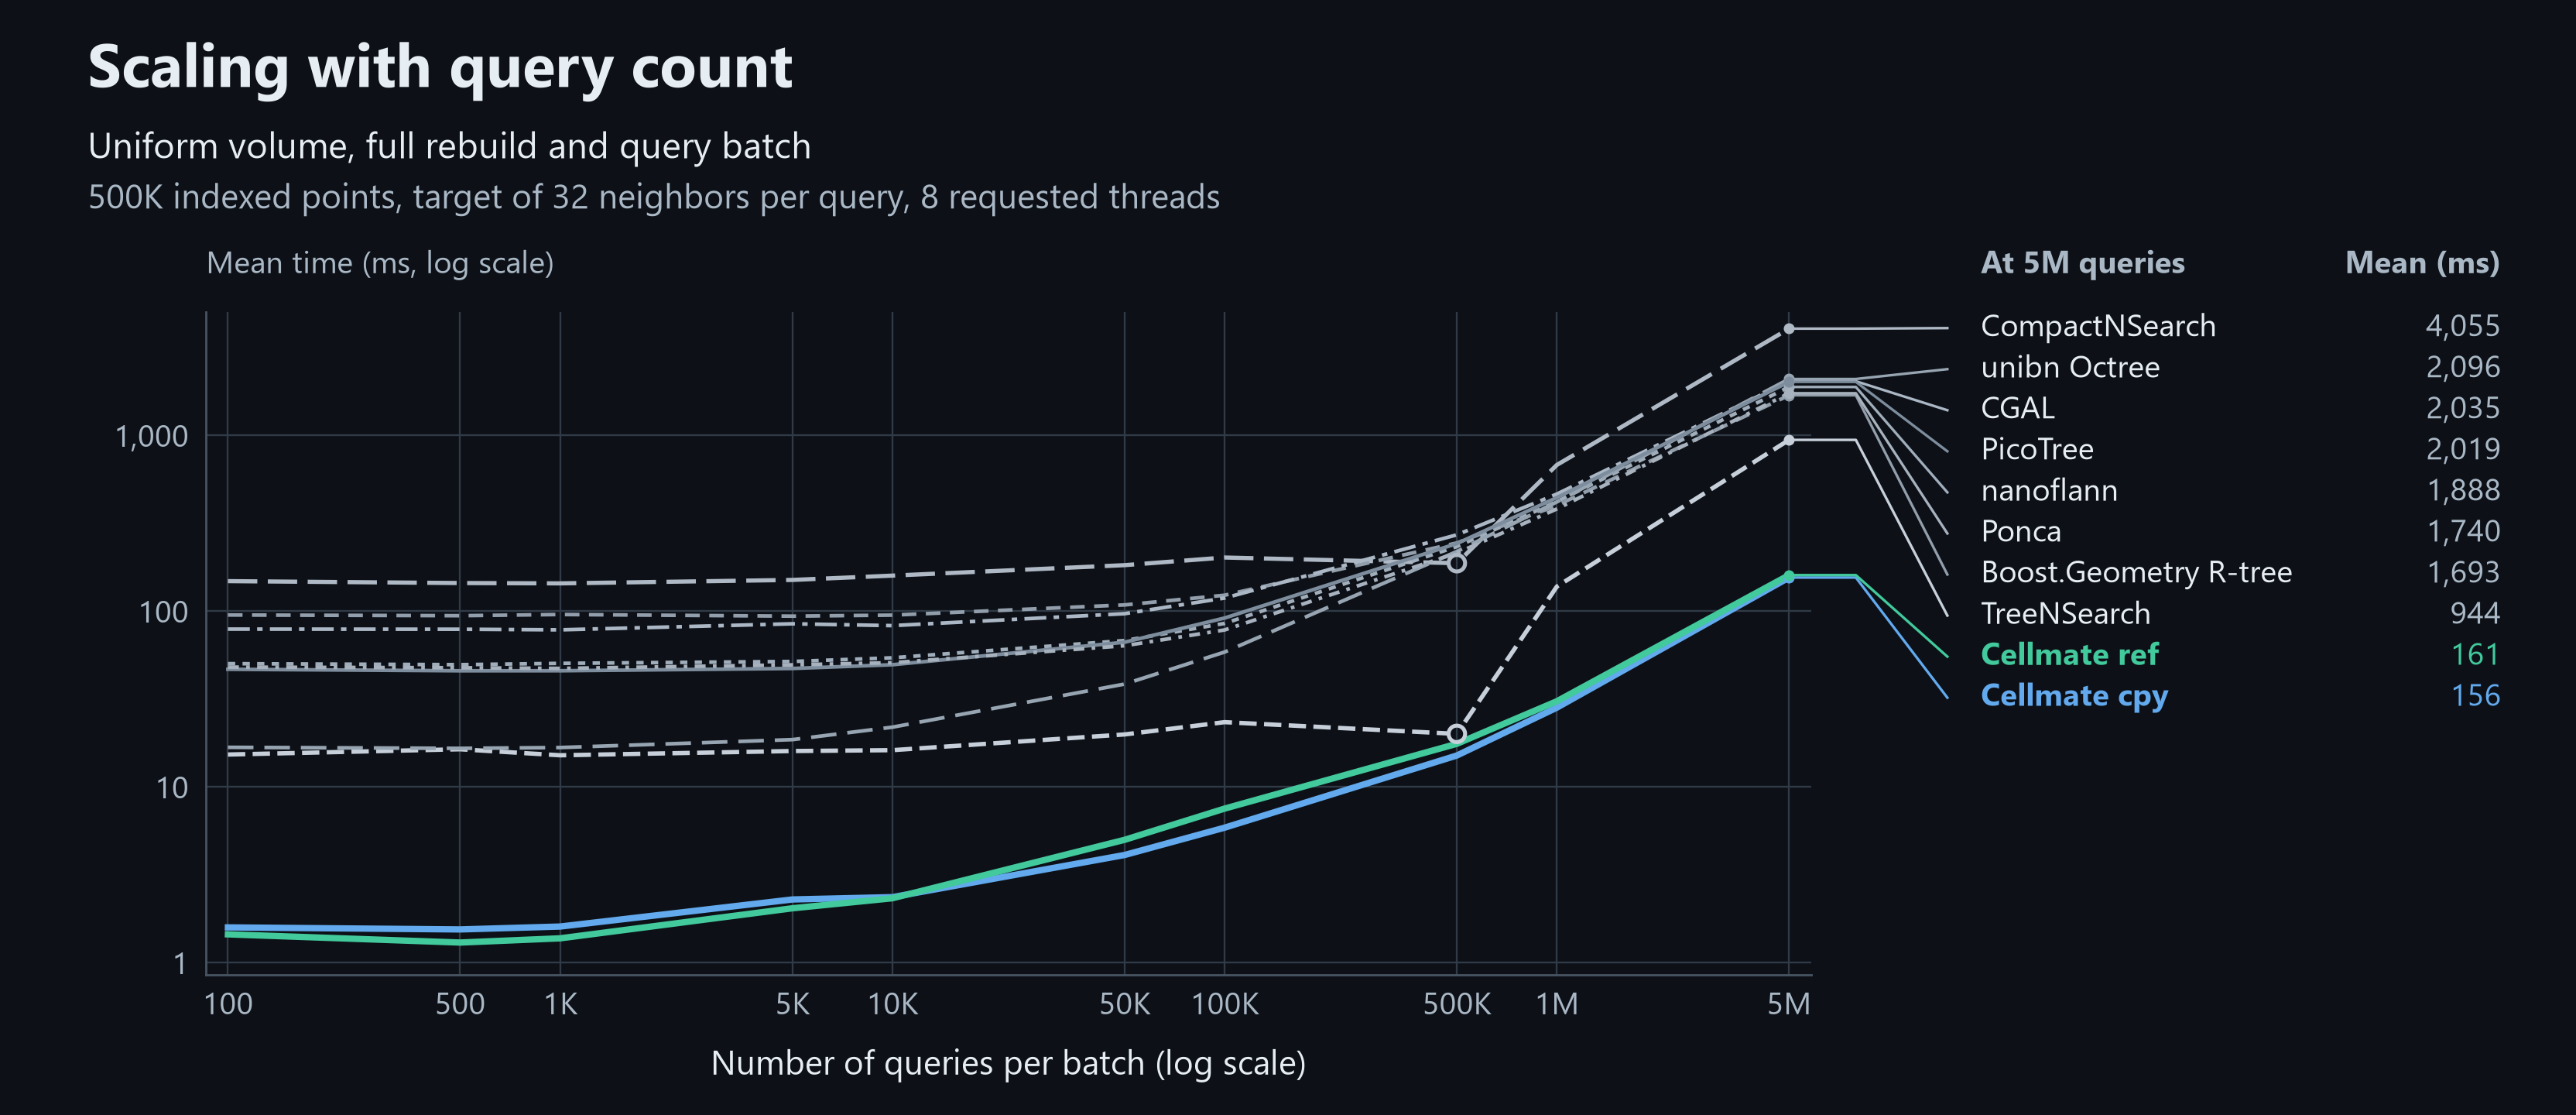 Scaling with query count
Uniform volume, full rebuild and query batch
500K indexed points, target of 32 neighbors per query, 8 requested threads
Mean time (ms, log scale)
At 5M queries Mean (ms)
CompactNSearch 4,055
unibn Octree 2,096
CGAL 2,035
PicoTree 2,019
nanoflann 1,888
Ponca 1,740
Boost.Geometry R-tree 1,693
TreeNSearch 944
Cellmate ref 161
Cellmate cpy 156
1,000
100
10
1
100 500 1K 5K 10K 50K 100K 500K 1M 5M
Number of queries per batch (log scale)